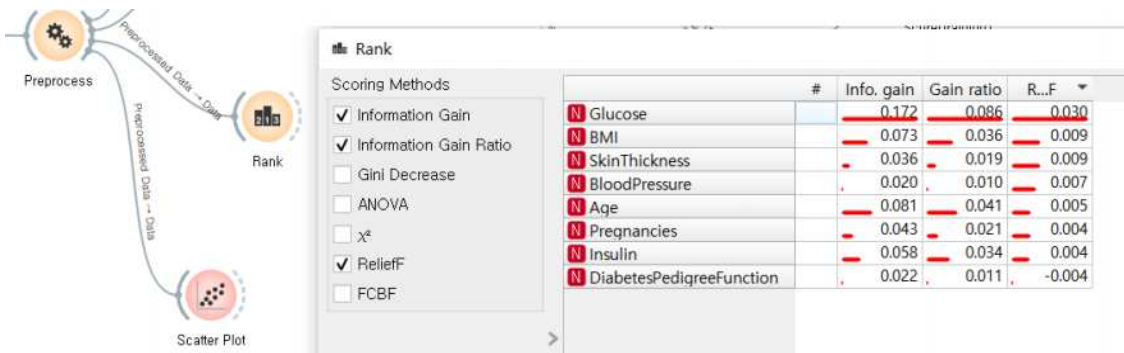 Preprocess
Preprocessed Data → Data
Preprocessed Data → Data
Rank
Scatter Plot
Rank
Scoring Methods
Information Gain
Information Gain Ratio
Gini Decrease
ANOVA
χ²
ReliefF
FCBF
>
# Info. gain Gain ratio R...F
N Glucose 0.172 0.086 0.030
N BMI 0.073 0.036 0.009
N SkinThickness 0.036 0.019 0.009
N BloodPressure 0.020 0.010 0.007
N Age 0.081 0.041 0.005
N Pregnancies 0.043 0.021 0.004
N Insulin 0.058 0.034 0.004
N DiabetesPedigreeFunction 0.022 0.011 -0.004